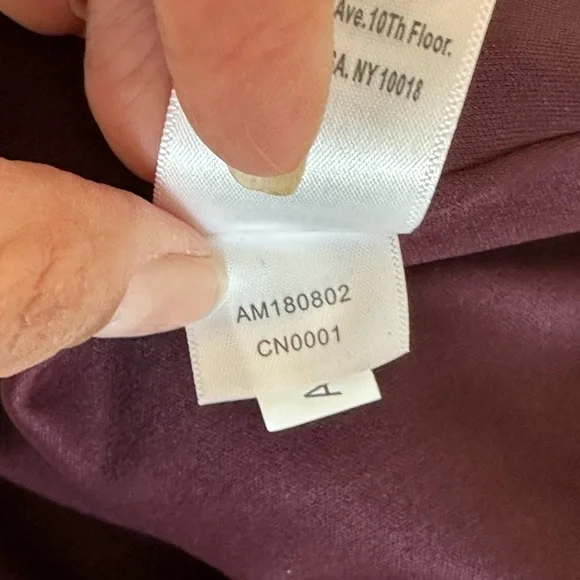 Ave.10Th Floor.
A. NY 10018
AM180802
CN0001
A